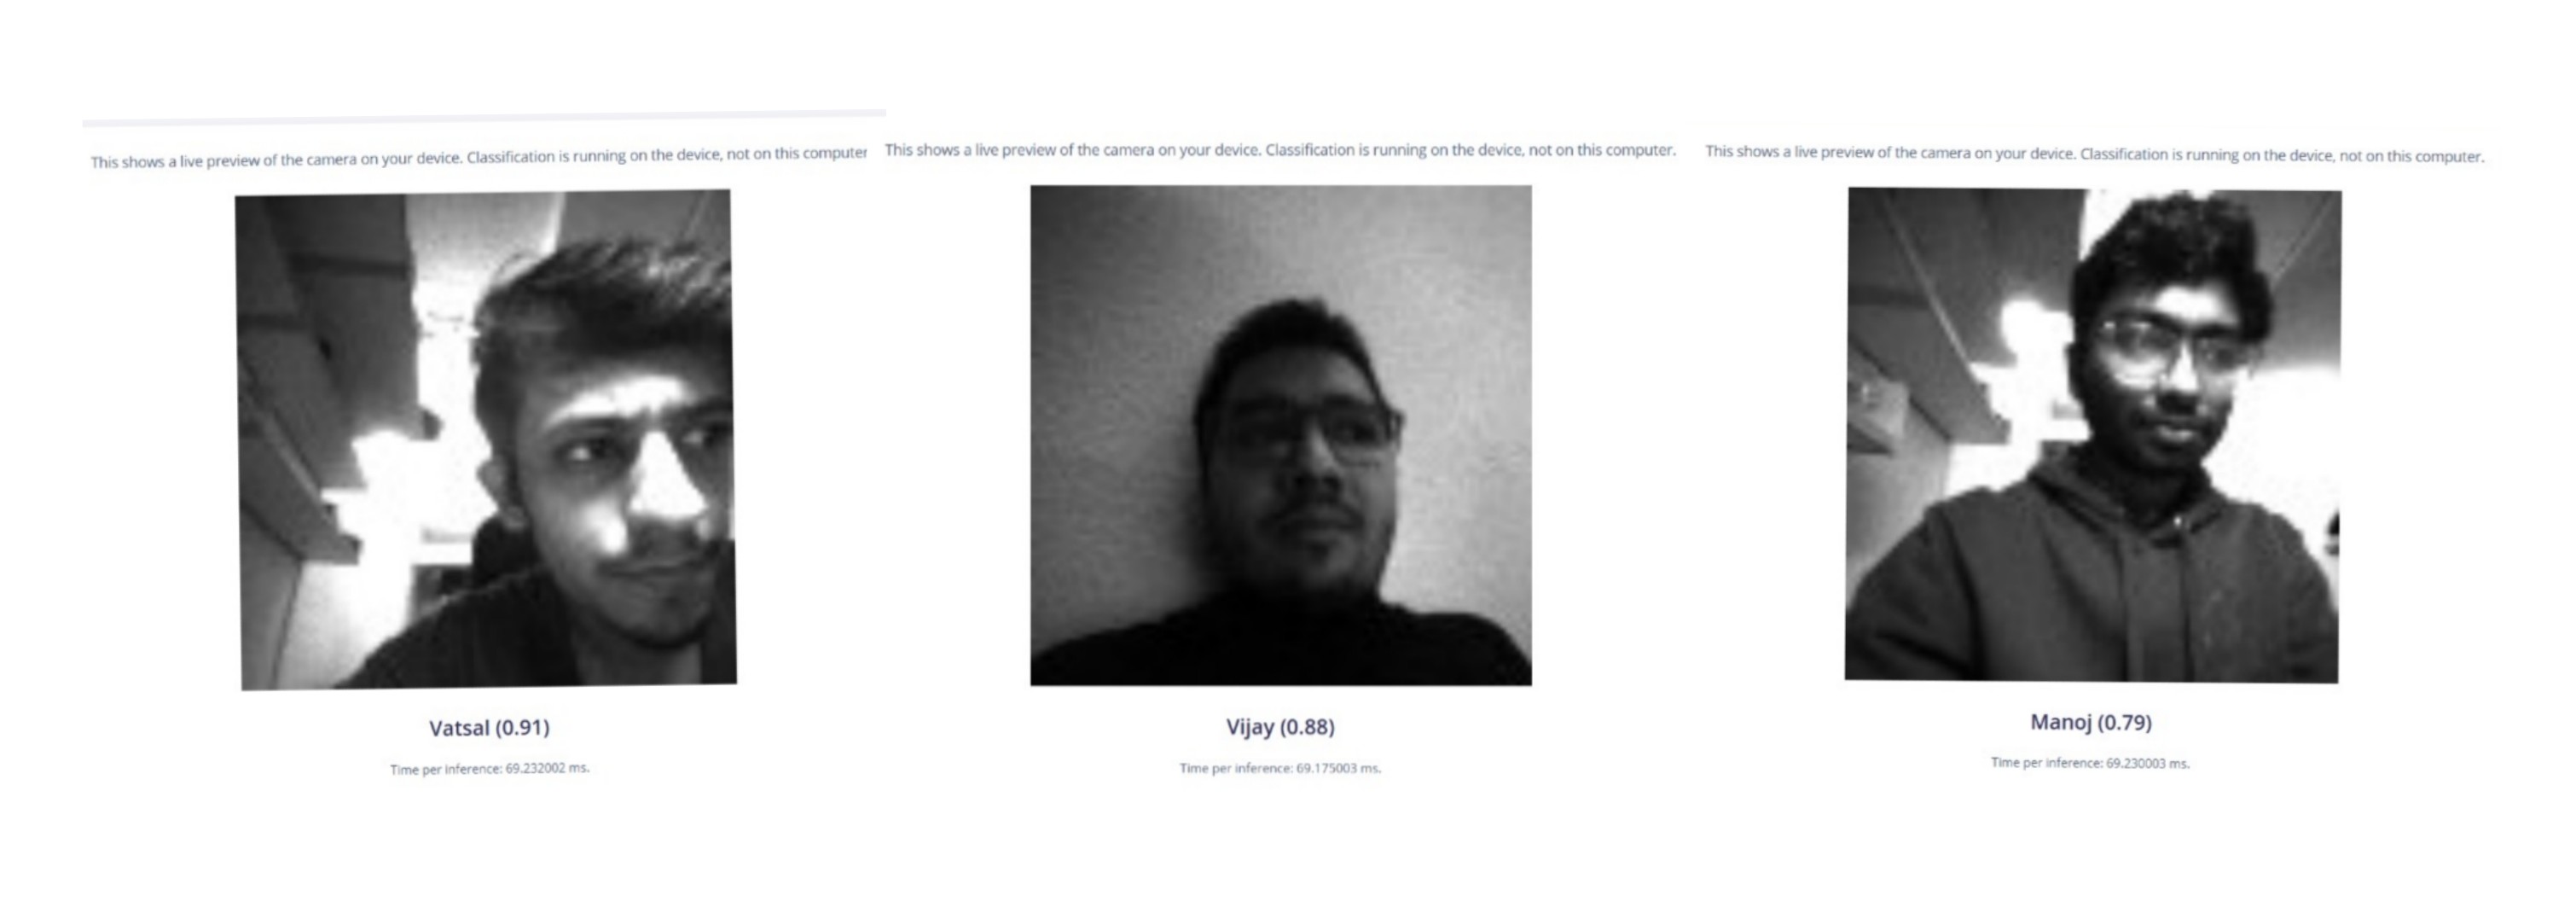 This shows a live preview of the camera on your device. Classification is running on the device, not on this computer
Vatsal (0.91)
Time per inference: 69.232002 ms.
This shows a live preview of the camera on your device. Classification is running on the device, not on this computer.
Vijay (0.88)
Time per inference: 69.175003 ms.
This shows a live preview of the camera on your device. Classification is running on the device, not on this computer.
Manoj (0.79)
Time per inference: 69.230003 ms.